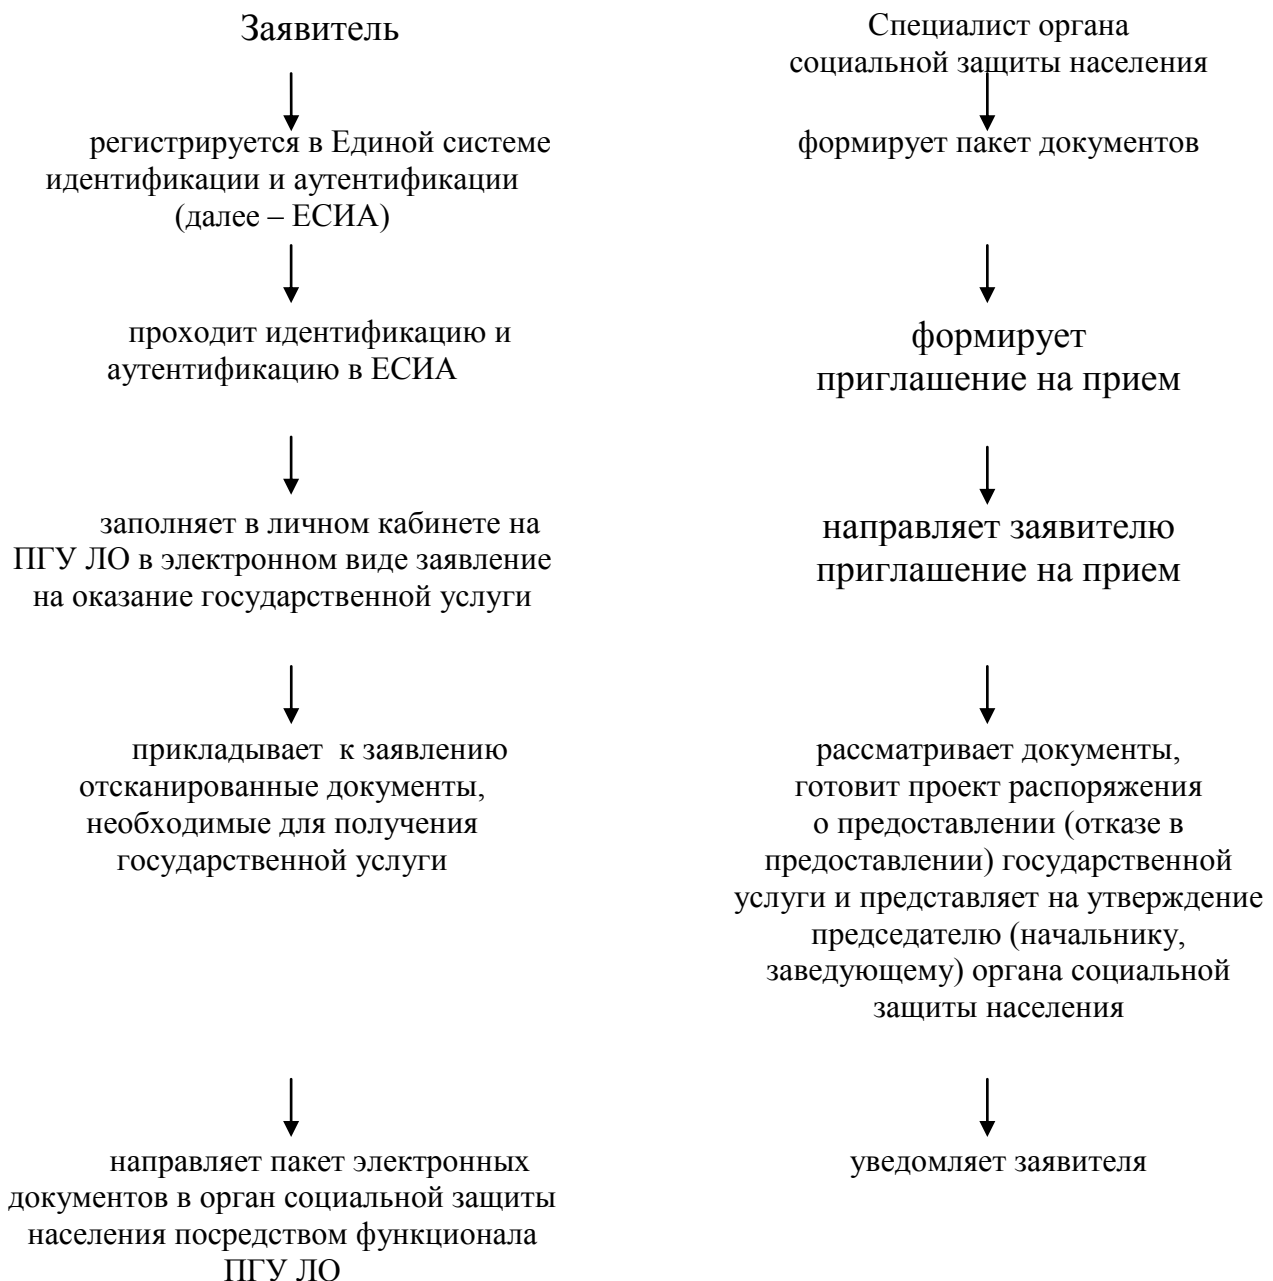 Заявитель
регистрируется в Единой системе
идентификации и аутентификации
(далее – ЕСИА)
проходит идентификацию и
аутентификацию в ЕСИА
заполняет в личном кабинете на
ПГУ ЛО в электронном виде заявление
на оказание государственной услуги
прикладывает к заявлению
отсканированные документы,
необходимые для получения
государственной услуги
направляет пакет электронных
документов в орган социальной защиты
населения посредством функционала
ПГУ ЛО
Специалист органа
социальной защиты населения
формирует пакет документов
формирует
приглашение на прием
направляет заявителю
приглашение на прием
рассматривает документы,
готовит проект распоряжения
о предоставлении (отказе в
предоставлении) государственной
услуги и представляет на утверждение
председателю (начальнику,
заведующему) органа социальной
защиты населения
уведомляет заявителя